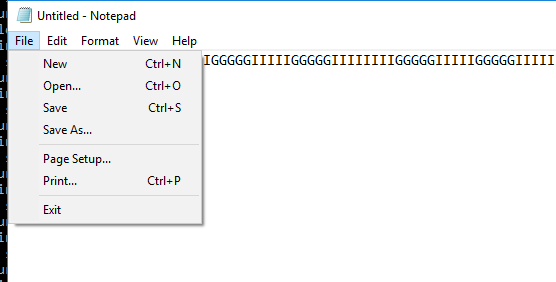 Untitled - Notepad
File Edit Format View Help
IGGGGGIIIIIGGGGGIIIIIIIIGGGGGIIIIIGGGGGIIIII
New Ctrl+N
Open... Ctrl+O
Save Ctrl+S
Save As...
Page Setup...
Print... Ctrl+P
Exit